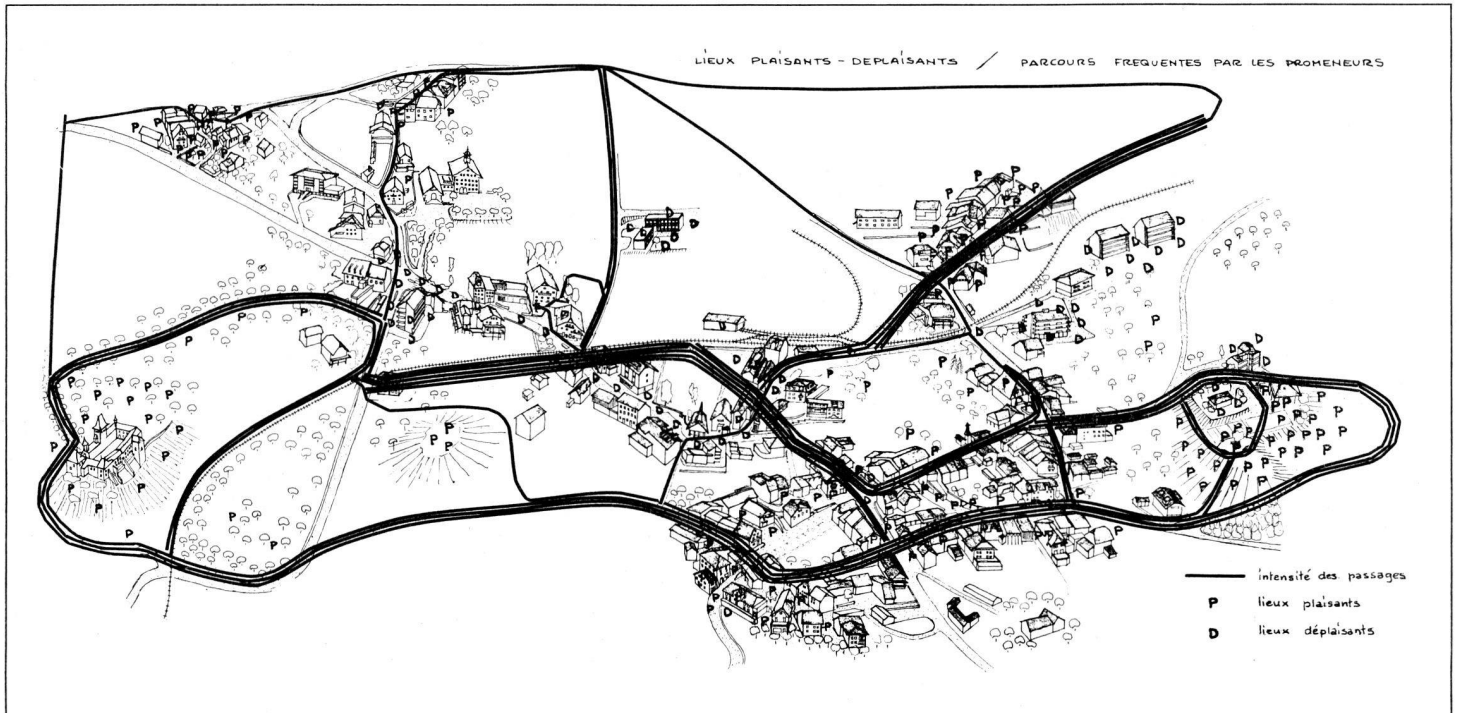 LIEUX PLAISANTS - DEPLAISANTS / PARCOURS FREQUENTES PAR LES PROMENEURS
intensité des passages
P lieux plaisants
D lieux déplaisants